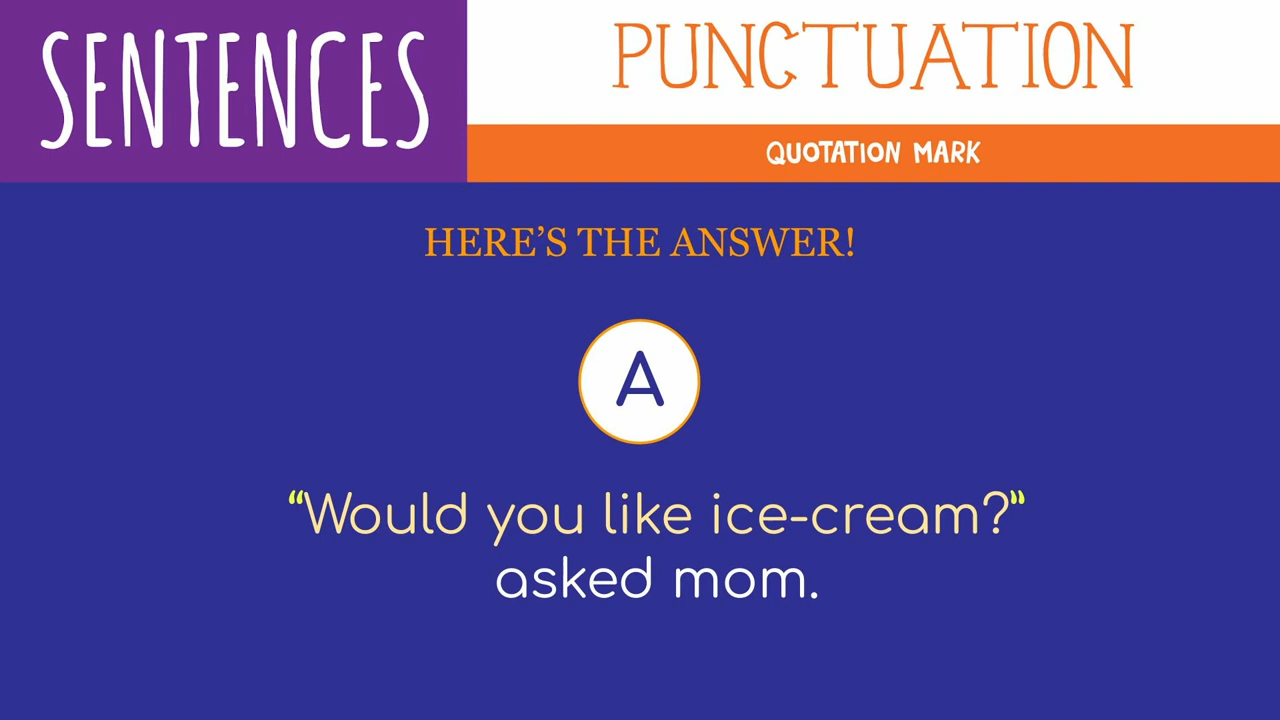 SENTENCES
PUNCTUATION
QUOTATION MARK
HERE’S THE ANSWER!
A
“Would you like ice-cream?”
asked mom.